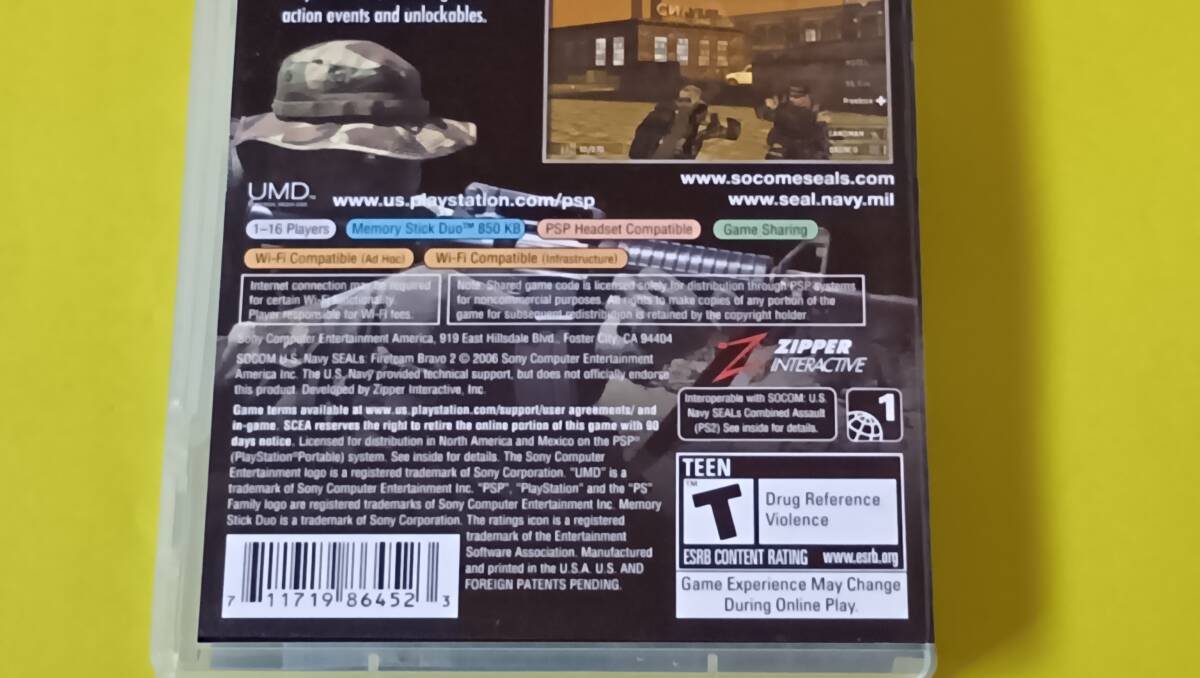 action events and unlockables.
www.socomeseals.com
www.seal.navy.mil
UMD™
www.us.playstation.com/psp
1–16 Players
Memory Stick Duo™ 850 KB
PSP Headset Compatible
Game Sharing
Wi-Fi Compatible (Ad Hoc)
Wi-Fi Compatible (Infrastructure)
Internet connection may be required
for certain Wi-Fi functionality.
Player responsible for Wi-Fi fees.
Note: Shared game code is licensed solely for distribution through PSP systems
for noncommercial purposes. All rights to make copies of any portion of the
game for subsequent redistribution is retained by the copyright holder.
Sony Computer Entertainment America, 919 East Hillsdale Blvd., Foster City, CA 94404
SOCOM U.S. Navy SEALs: Fireteam Bravo 2 © 2006 Sony Computer Entertainment
America Inc. The U.S. Navy provided technical support, but does not officially endorse
this product. Developed by Zipper Interactive, Inc.
Game terms available at www.us.playstation.com/support/user agreements/ and
in-game. SCEA reserves the right to retire the online portion of this game with 90
days notice. Licensed for distribution in North America and Mexico on the PSP®
(PlayStation®Portable) system. See inside for details. The Sony Computer
Entertainment logo is a registered trademark of Sony Corporation. "UMD" is a
trademark of Sony Computer Entertainment Inc. "PSP", "PlayStation" and the "PS"
Family logo are registered trademarks of Sony Computer Entertainment Inc. Memory
Stick Duo is a trademark of Sony Corporation. The ratings icon is a registered
trademark of the Entertainment
Software Association. Manufactured
and printed in the U.S.A. U.S. AND
FOREIGN PATENTS PENDING.
7 11719 86452 3
ZIPPER
INTERACTIVE
Interoperable with SOCOM: U.S.
Navy SEALs Combined Assault
(PS2) See inside for details.
1
TEEN
T
™
Drug Reference
Violence
ESRB CONTENT RATING www.esrb.org
Game Experience May Change
During Online Play.